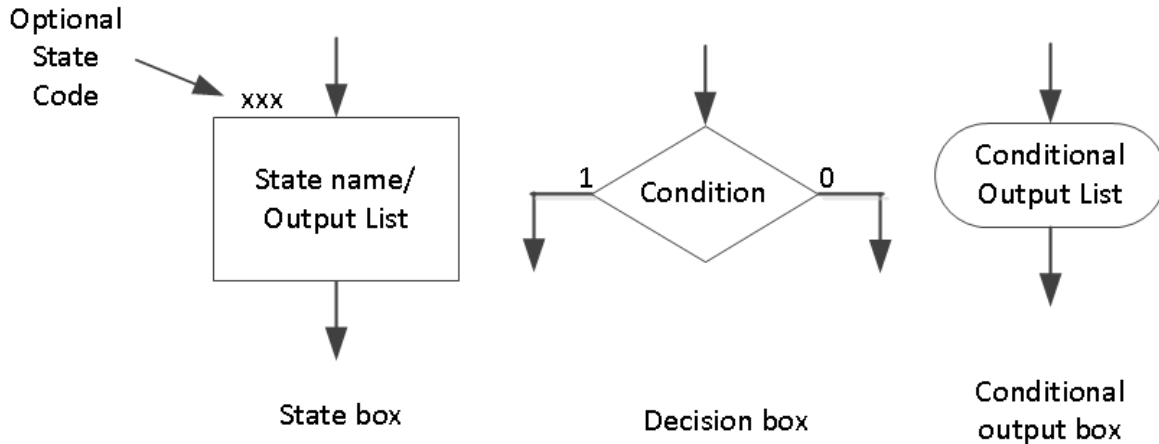 Optional
State
Code
xxx
State name/
Output List
State box
1
Condition
0
Decision box
Conditional
Output List
Conditional
output box